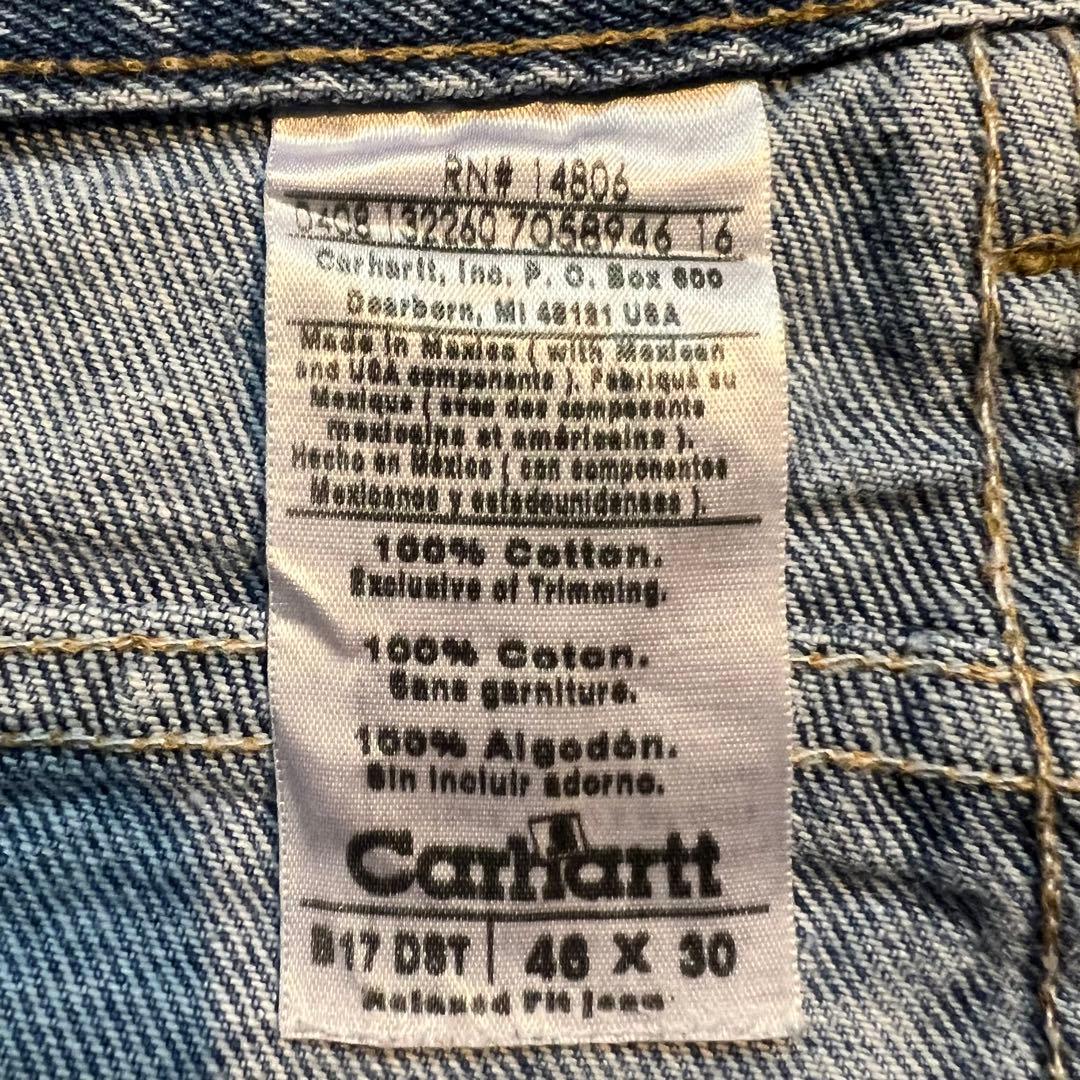 RN# 14806
0408 132260 7058946 16
Carhartt, Inc. P. O. Box 600
Dearborn, MI 48121 USA
Made in Mexico ( with Mexican
and USA components ). Fabriqué au
Mexique ( avec des composants
mexicains et américains ).
Hecho en México ( con componentes
Mexicanos y estadounidenses ).
100% Cotton.
Exclusive of Trimming.
100% Coton.
Sans garniture.
100% Algodón.
Sin incluir adorno.
Carhartt
B17 DST 46 X 30
Relaxed Fit Jean